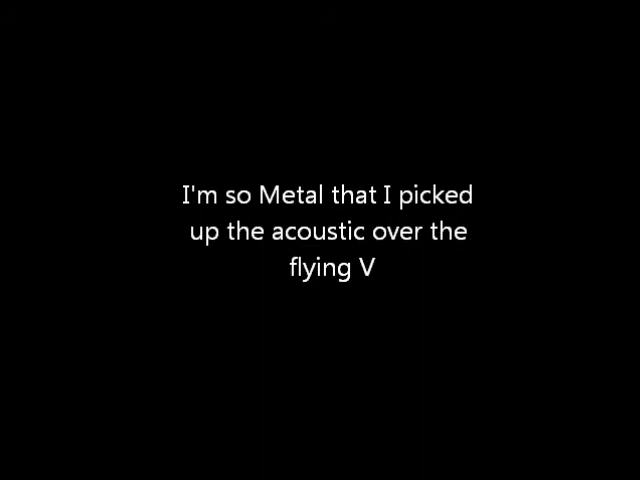 I'm so Metal that I picked
up the acoustic over the
flying V